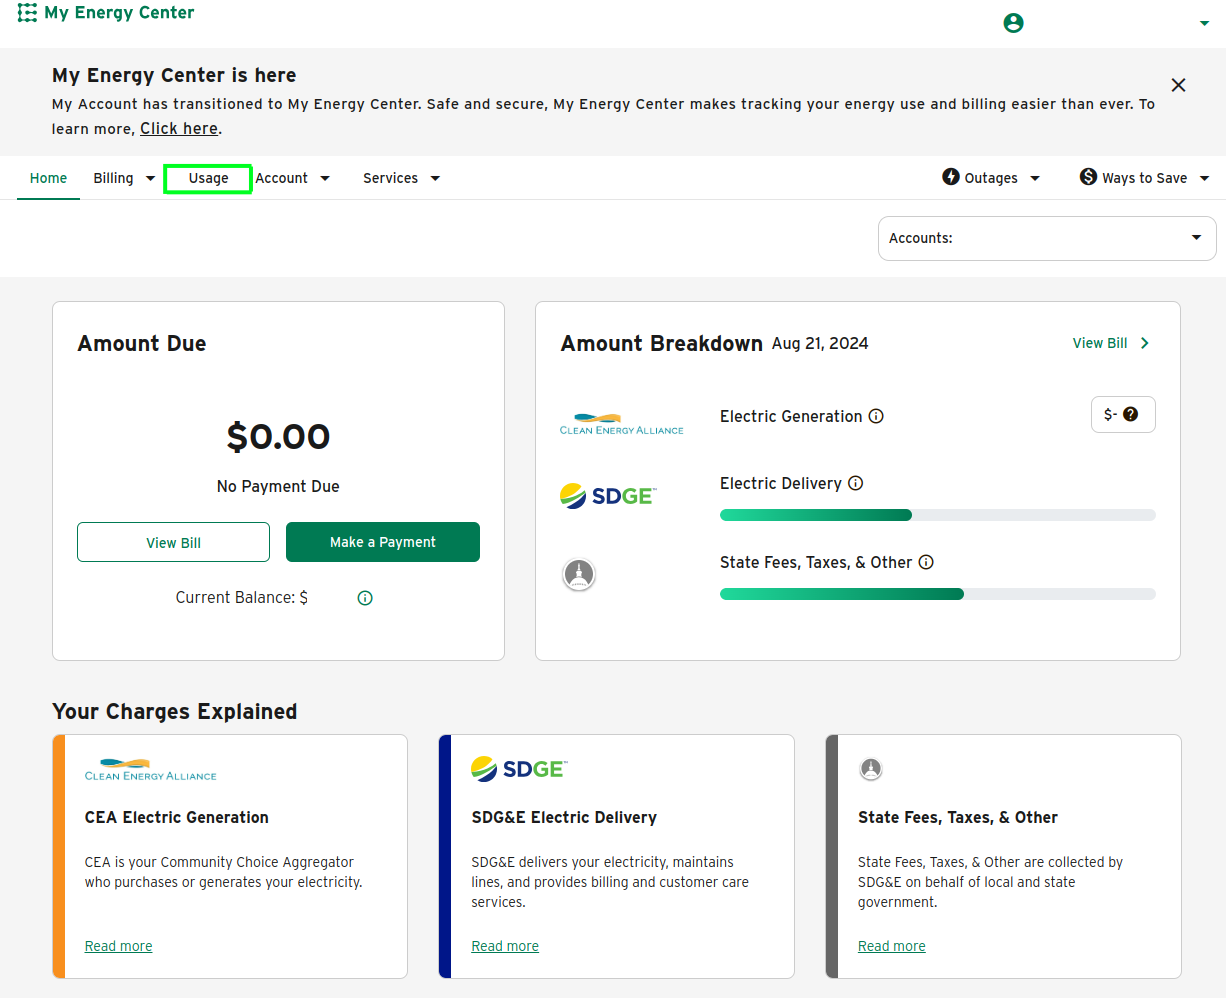 My Energy Center
My Energy Center is here
My Account has transitioned to My Energy Center. Safe and secure, My Energy Center makes tracking your energy use and billing easier than ever. To
learn more, Click here.
Home Billing Usage Account Services Outages Ways to Save
Accounts:
Amount Due
$0.00
No Payment Due
View Bill Make a Payment
Current Balance: $
Amount Breakdown Aug 21, 2024 View Bill
CLEAN ENERGY ALLIANCE Electric Generation $- ?
SDGE™ Electric Delivery
State Fees, Taxes, & Other
Your Charges Explained
CLEAN ENERGY ALLIANCE
CEA Electric Generation
CEA is your Community Choice Aggregator
who purchases or generates your electricity.
Read more
SDGE™
SDG&E Electric Delivery
SDG&E delivers your electricity, maintains
lines, and provides billing and customer care
services.
Read more
State Fees, Taxes, & Other
State Fees, Taxes, & Other are collected by
SDG&E on behalf of local and state
government.
Read more